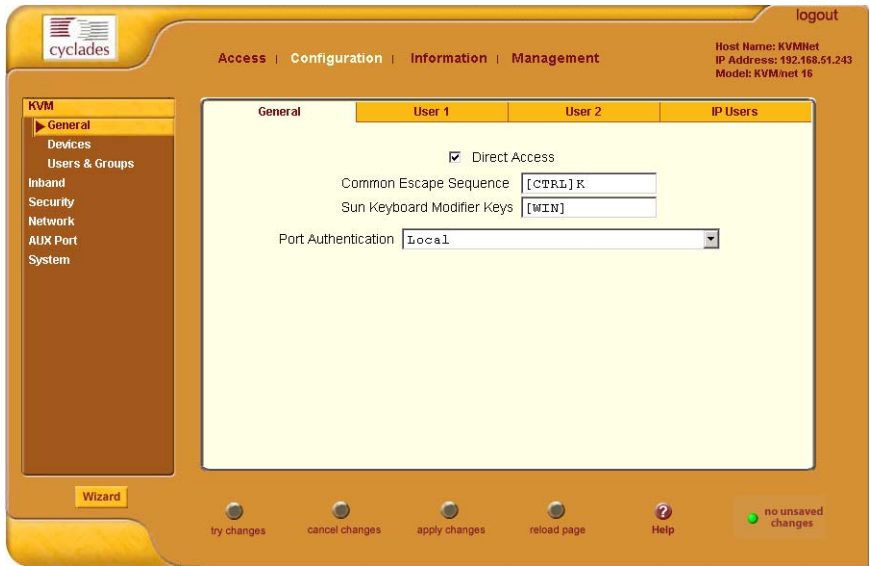 logout
cyclades
Access | Configuration | Information | Management
Host Name: KVMNet
IP Address: 192.168.51.243
Model: KVM/net 16
KVM
General
Devices
Users & Groups
Inband
Security
Network
AUX Port
System
General
User 1
User 2
IP Users
Direct Access
Common Escape Sequence [CTRL]K
Sun Keyboard Modifier Keys [WIN]
Port Authentication Local
Wizard
try changes
cancel changes
apply changes
reload page
? Help
no unsaved
changes